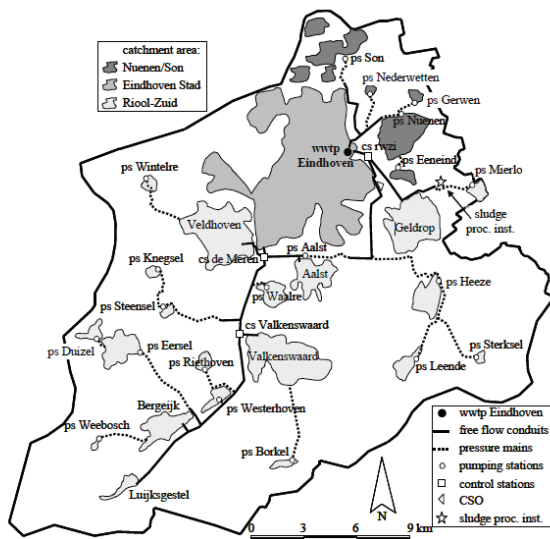 catchment area:
Nuenen/Son
Eindhoven Stad
Riool-Zuid
ps Son
ps Nederwetten
ps Gerwen
ps Nuenen
wwtp
Eindhoven
cs rwzi
ps Eeneind
ps Mierlo
ps Wintelre
sludge
proc. inst.
Veldhoven
Geldrop
ps Aalst
cs de Meren
Aalst
ps Knegsel
ps Heeze
ps Waalre
ps Steensel
cs Valkenswaard
ps Duizel
ps Eersel
ps Riethoven
Valkenswaard
ps Sterksel
ps Leende
Bergeijk
ps Westerhoven
ps Weebosch
ps Borkel
Luijksgestel
wwtp Eindhoven
free flow conduits
pressure mains
pumping stations
control stations
CSO
sludge proc. inst.
N
0 3 6 9 km